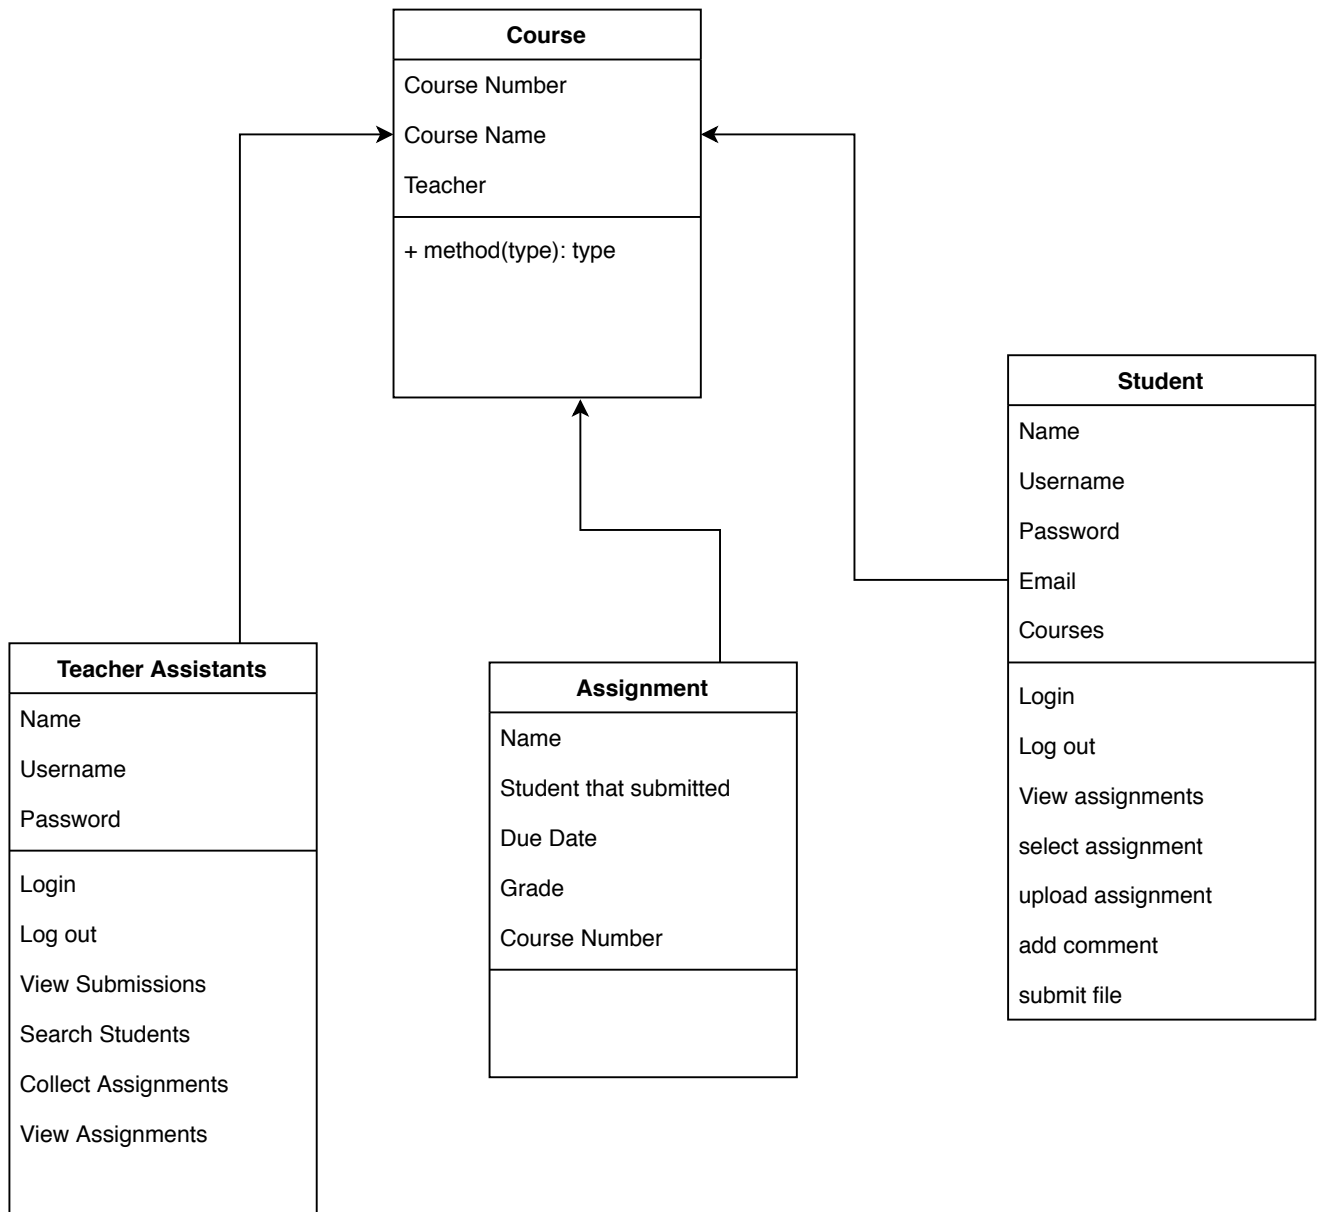 Course
Course Number
Course Name
Teacher
+ method(type): type
Student
Name
Username
Password
Email
Courses
Login
Log out
View assignments
select assignment
upload assignment
add comment
submit file
Teacher Assistants
Name
Username
Password
Login
Log out
View Submissions
Search Students
Collect Assignments
View Assignments
Assignment
Name
Student that submitted
Due Date
Grade
Course Number